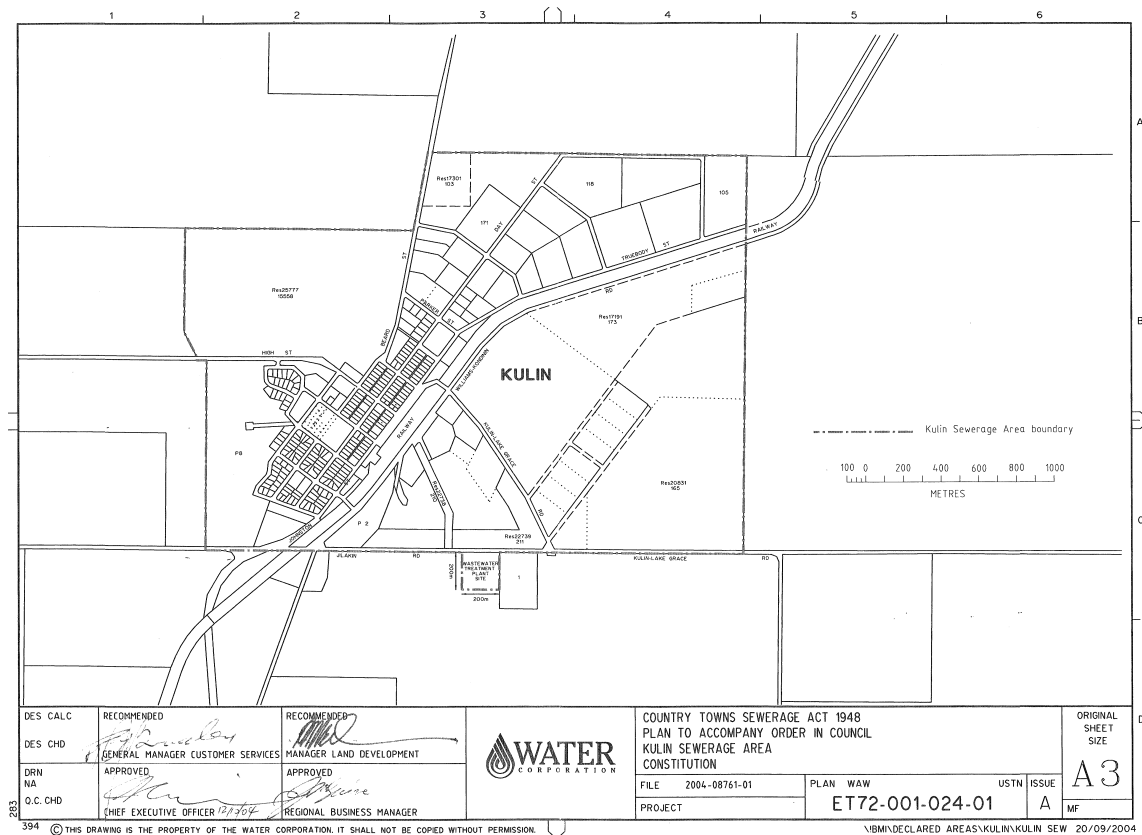 1 2 3 4 5 6
A
B
C
D
Res17301
103
171
DAY
ST
118
105
TRUEBODY ST
RAILWAY
ST
RD
Res25777
15558
PARKER
ST
BEARD
Res17191
173
HIGH ST
WILLIAMS-KONDININ
KULIN
RAILWAY
KULIN-LAKE GRACE
RD
P8
Res20831
165
P 2
JOHNSTON
Res22739
211
JILAKIN RD
KULIN-LAKE GRACE RD
200m
WASTEWATER
TREATMENT
PLANT
SITE
1
200m
Kulin Sewerage Area boundary
100 0 200 400 600 800 1000
METRES
DES CALC
DES CHD
DRN
NA
Q.C. CHD
RECOMMENDED
GENERAL MANAGER CUSTOMER SERVICES
RECOMMENDED
MANAGER LAND DEVELOPMENT
APPROVED
CHIEF EXECUTIVE OFFICER
APPROVED
REGIONAL BUSINESS MANAGER
WATER
CORPORATION
COUNTRY TOWNS SEWERAGE ACT 1948
PLAN TO ACCOMPANY ORDER IN COUNCIL
KULIN SEWERAGE AREA
CONSTITUTION
FILE 2004-08761-01
PROJECT
PLAN WAW USTN
ET72-001-024-01
ISSUE
A
ORIGINAL
SHEET
SIZE
A3
MF
283
394 © THIS DRAWING IS THE PROPERTY OF THE WATER CORPORATION. IT SHALL NOT BE COPIED WITHOUT PERMISSION.
\!BMI\DECLARED AREAS\KULIN\KULIN SEW 20/09/2004